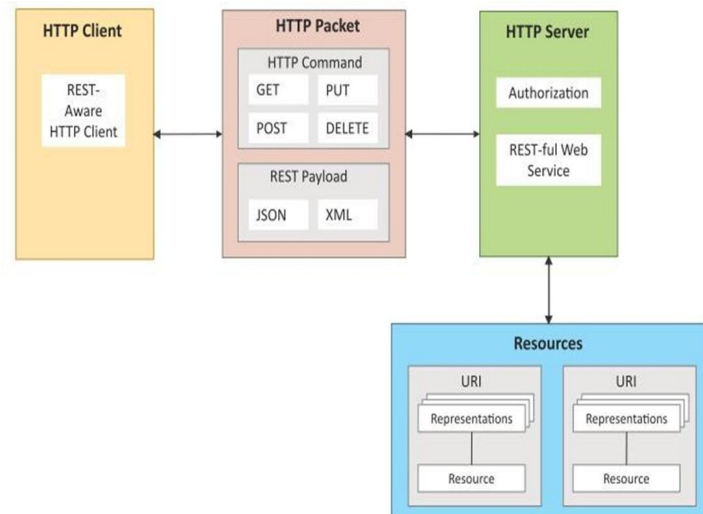 HTTP Client
REST-
Aware
HTTP Client
HTTP Packet
HTTP Command
GET
PUT
POST
DELETE
REST Payload
JSON
XML
HTTP Server
Authorization
REST-ful Web
Service
Resources
URI
Representations
Resource
URI
Representations
Resource